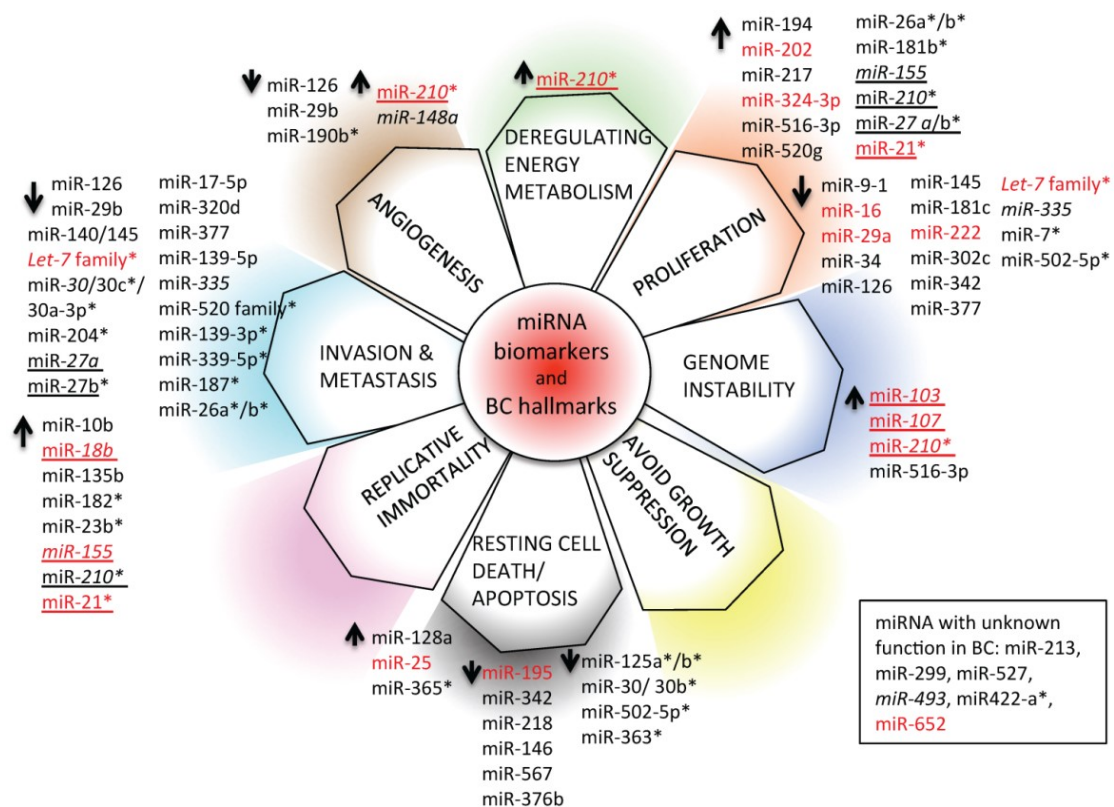 miR-126
miR-29b
miR-190b*
miR-210*
miR-148a
miR-210*
miR-194
miR-202
miR-217
miR-324-3p
miR-516-3p
miR-520g
miR-26a*/b*
miR-181b*
miR-155
miR-210*
miR-27 a/b*
miR-21*
DEREGULATING
ENERGY
METABOLISM
ANGIOGENESIS
PROLIFERATION
miR-9-1
miR-16
miR-29a
miR-34
miR-126
miR-145
miR-181c
miR-222
miR-302c
miR-342
miR-377
Let-7 family*
miR-335
miR-7*
miR-502-5p*
miR-126
miR-29b
miR-140/145
Let-7 family*
miR-30/30c*/
30a-3p*
miR-204*
miR-27a
miR-27b*
miR-17-5p
miR-320d
miR-377
miR-139-5p
miR-335
miR-520 family*
miR-139-3p*
miR-339-5p*
miR-187*
miR-26a*/b*
INVASION &
METASTASIS
miRNA
biomarkers
and
BC hallmarks
GENOME
INSTABILITY
miR-103
miR-107
miR-210*
miR-516-3p
miR-10b
miR-18b
miR-135b
miR-182*
miR-23b*
miR-155
miR-210*
miR-21*
REPLICATIVE
IMMORTALITY
RESTING CELL
DEATH/
APOPTOSIS
AVOID GROWTH
SUPPRESSION
miR-128a
miR-25
miR-365*
miR-195
miR-342
miR-218
miR-146
miR-567
miR-376b
miR-125a*/b*
miR-30/ 30b*
miR-502-5p*
miR-363*
miRNA with unknown
function in BC: miR-213,
miR-299, miR-527,
miR-493, miR422-a*,
miR-652